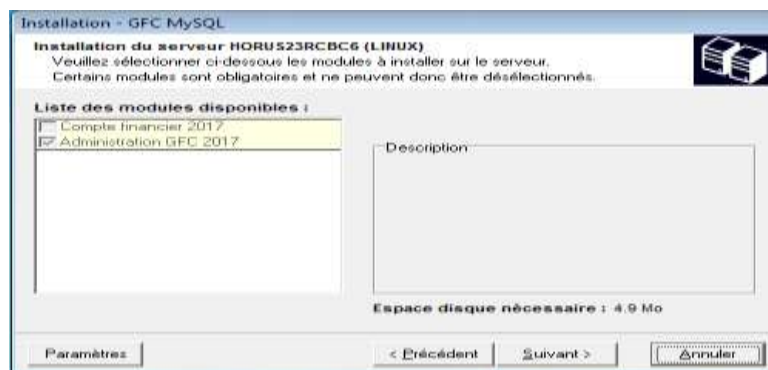 Installation - GFC MySQL
Installation du serveur HORUS23RCBC6 (LINUX)
Veuillez sélectionner ci-dessous les modules à installer sur le serveur.
Certains modules sont obligatoires et ne peuvent donc être désélectionnés.
Liste des modules disponibles :
Compte financier 2017
Administration GFC 2017
Description
Espace disque nécessaire : 4.9 Mo
Paramètres
< Précédent
Suivant >
Annuler